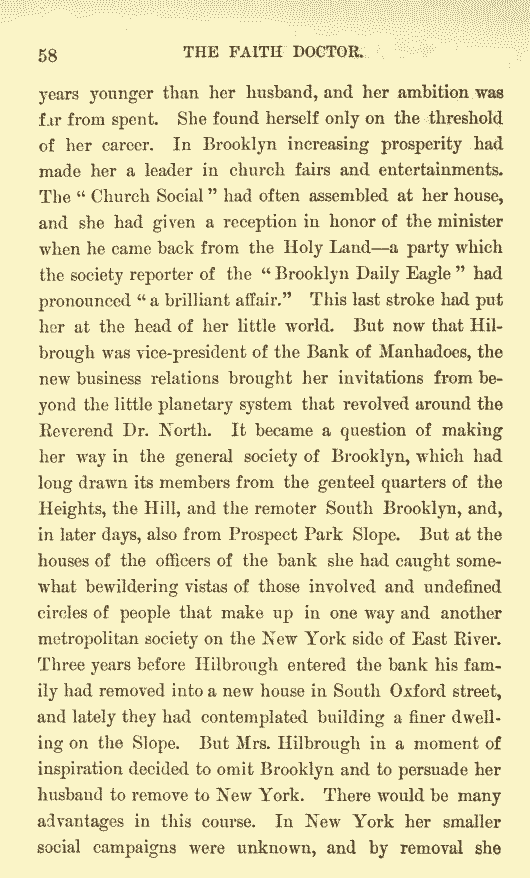 58 THE FAITH DOCTOR.
years younger than her husband, and her ambition was
far from spent. She found herself only on the threshold
of her career. In Brooklyn increasing prosperity had
made her a leader in church fairs and entertainments.
The “ Church Social ” had often assembled at her house,
and she had given a reception in honor of the minister
when he came back from the Holy Land—a party which
the society reporter of the “ Brooklyn Daily Eagle ” had
pronounced “ a brilliant affair.” This last stroke had put
her at the head of her little world. But now that Hil-
brough was vice-president of the Bank of Manhadoes, the
new business relations brought her invitations from be-
yond the little planetary system that revolved around the
Reverend Dr. North. It became a question of making
her way in the general society of Brooklyn, which had
long drawn its members from the genteel quarters of the
Heights, the Hill, and the remoter South Brooklyn, and,
in later days, also from Prospect Park Slope. But at the
houses of the officers of the bank she had caught some-
what bewildering vistas of those involved and undefined
circles of people that make up in one way and another
metropolitan society on the New York side of East River.
Three years before Hilbrough entered the bank his fam-
ily had removed into a new house in South Oxford street,
and lately they had contemplated building a finer dwell-
ing on the Slope. But Mrs. Hilbrough in a moment of
inspiration decided to omit Brooklyn and to persuade her
husband to remove to New York. There would be many
advantages in this course. In New York her smaller
social campaigns were unknown, and by removal she